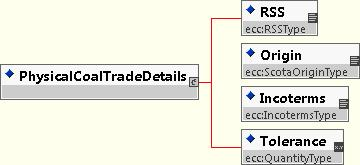 PhysicalCoalTradeDetails
RSS
ecc:RSSType
Origin
ecc:ScotaOriginType
Incoterms
ecc:IncotermsType
Tolerance
ecc:QuantityType